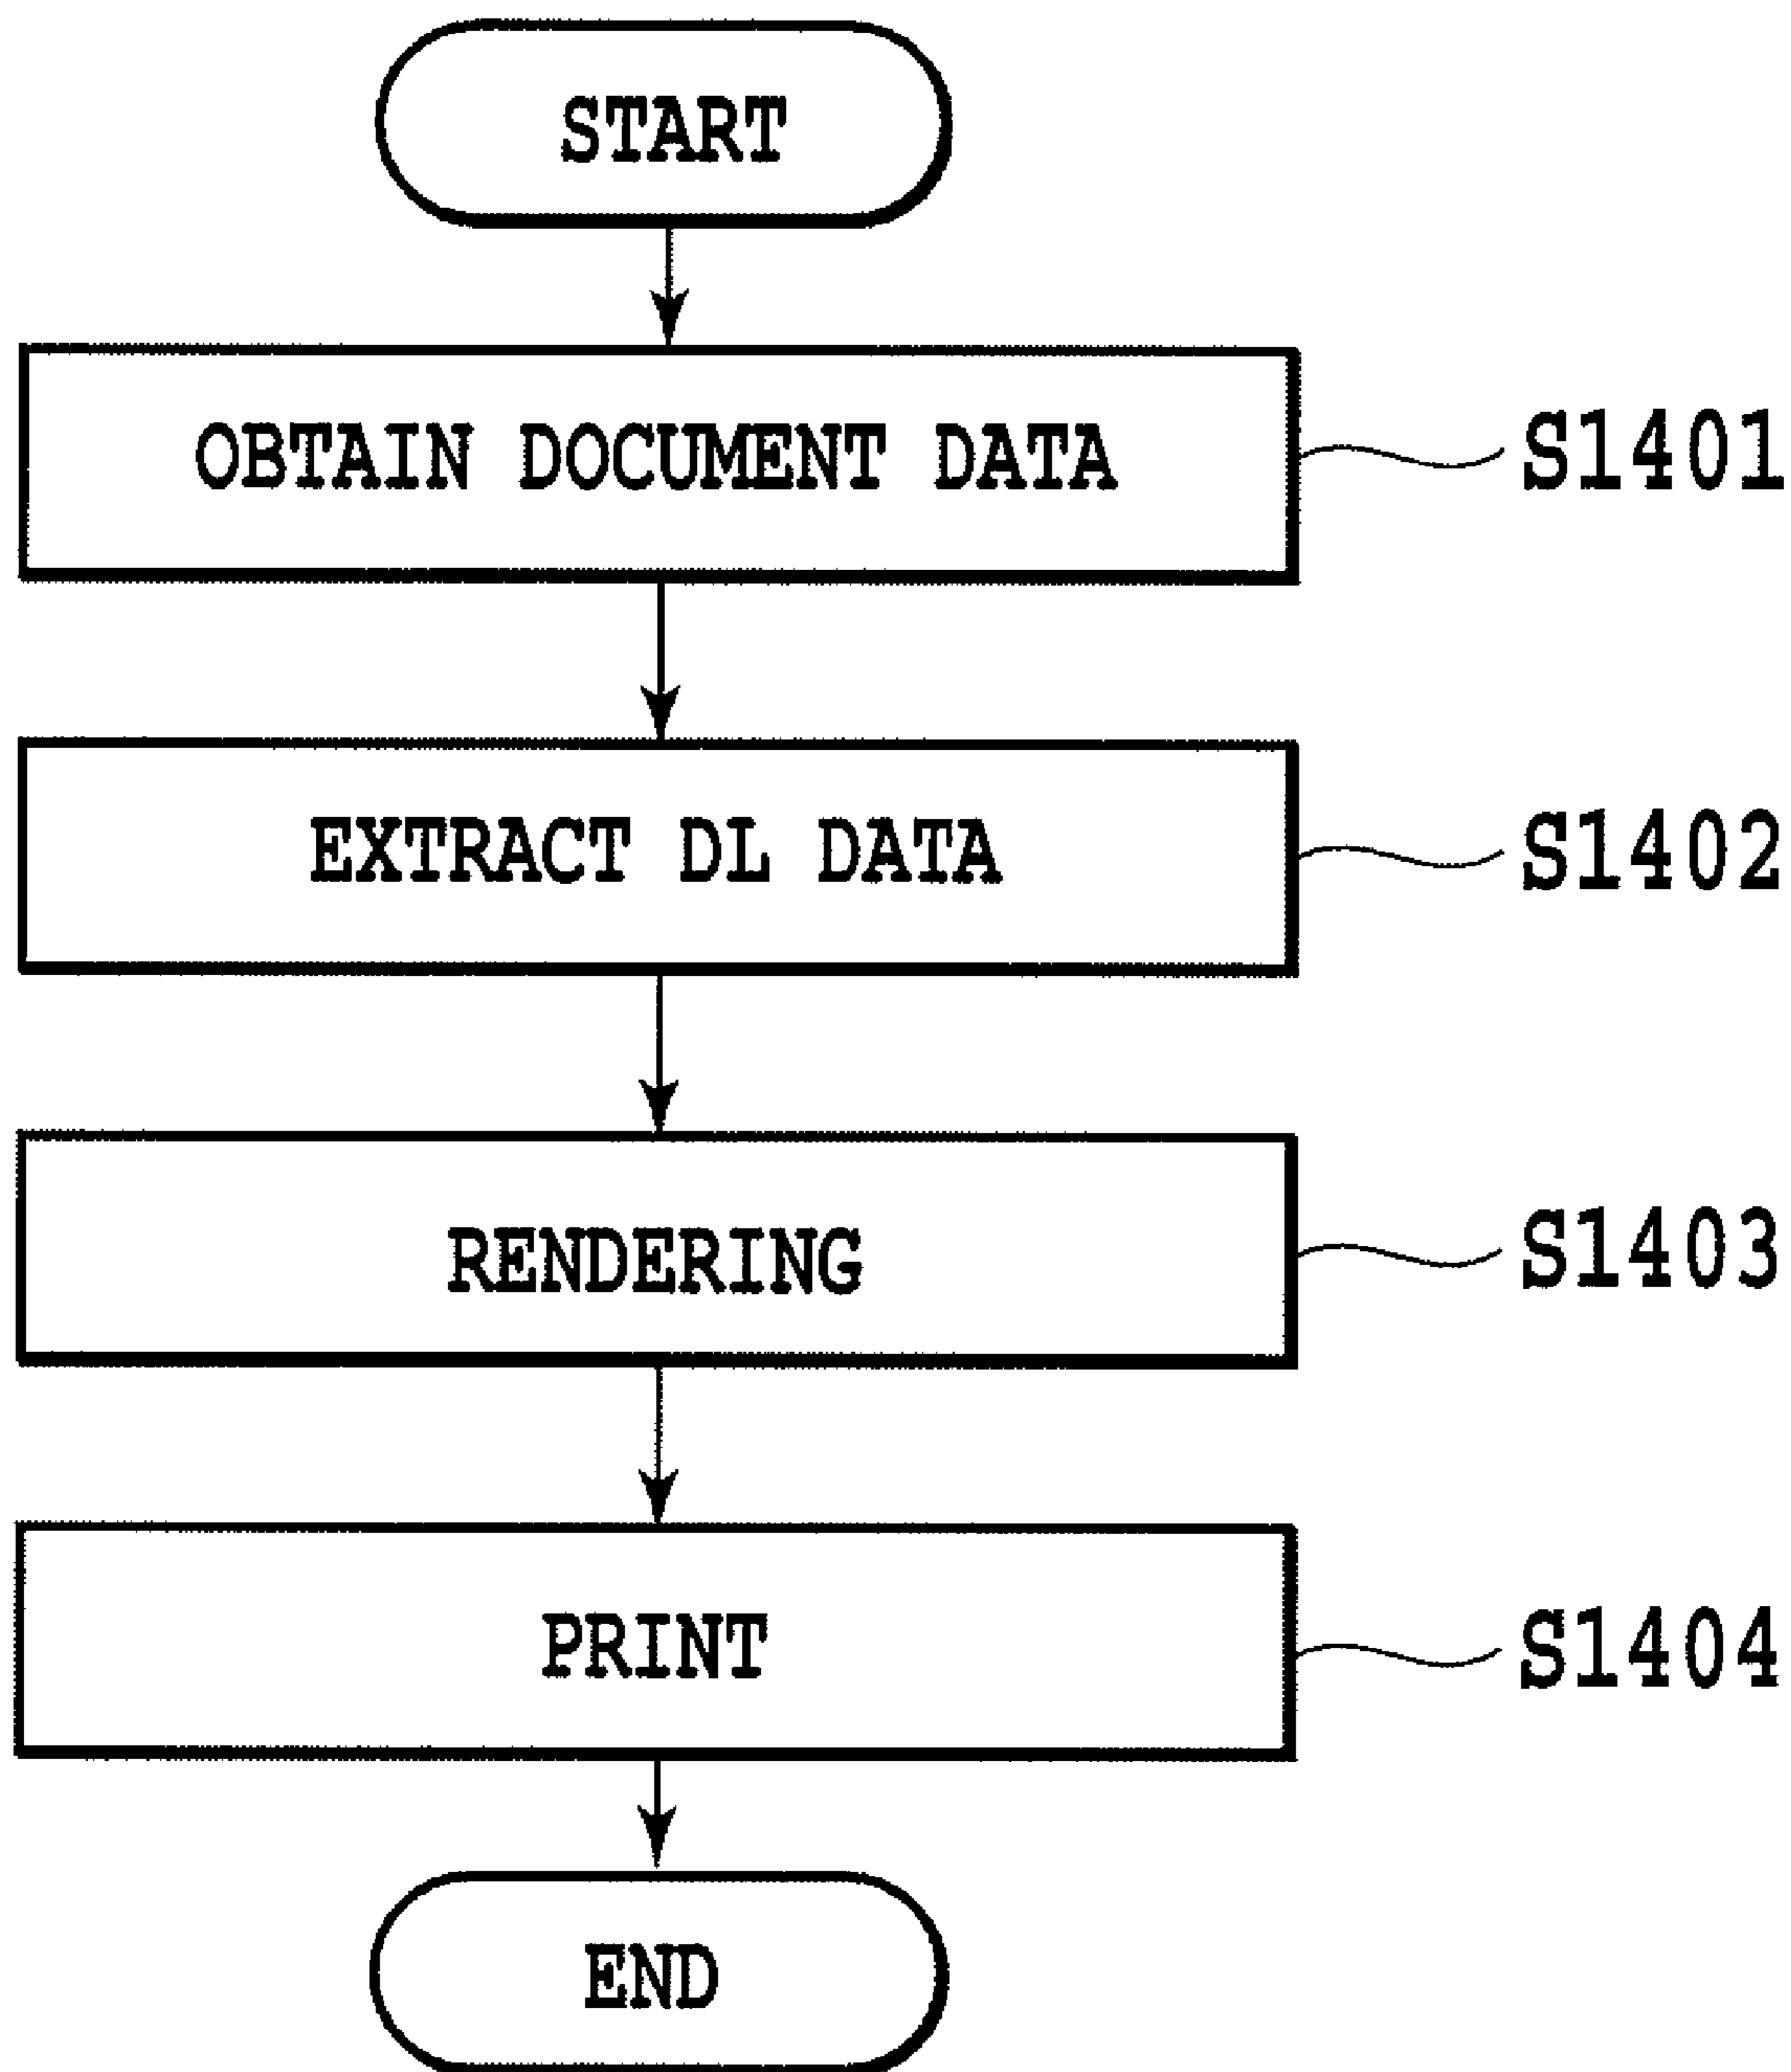 START
OBTAIN DOCUMENT DATA S1401
EXTRACT DL DATA S1402
RENDERING S1403
PRINT S1404
END